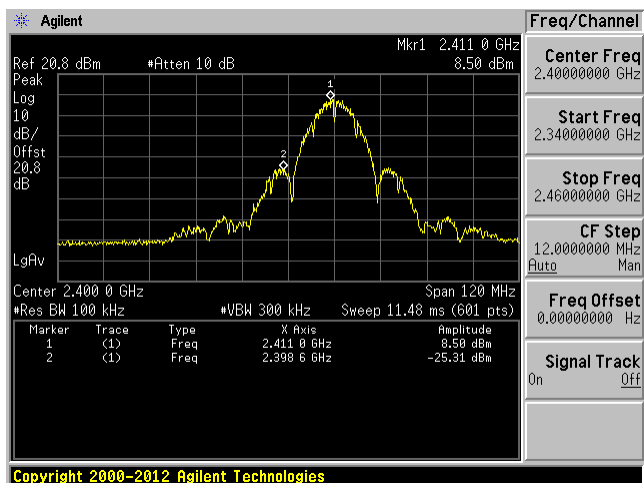 Agilent
Freq/Channel
Mkr1 2.411 0 GHz
Ref 20.8 dBm #Atten 10 dB 8.50 dBm
Peak
Log
10
dB/
Offst
20.8
dB
LgAv
1
2
Center 2.400 0 GHz Span 120 MHz
#Res BW 100 kHz #VBW 300 kHz Sweep 11.48 ms (601 pts)
Marker Trace Type X Axis Amplitude
1 (1) Freq 2.411 0 GHz 8.50 dBm
2 (1) Freq 2.398 6 GHz -25.31 dBm
Center Freq
2.40000000 GHz
Start Freq
2.34000000 GHz
Stop Freq
2.46000000 GHz
CF Step
12.0000000 MHz
Auto Man
Freq Offset
0.00000000 Hz
Signal Track
On Off
Copyright 2000-2012 Agilent Technologies